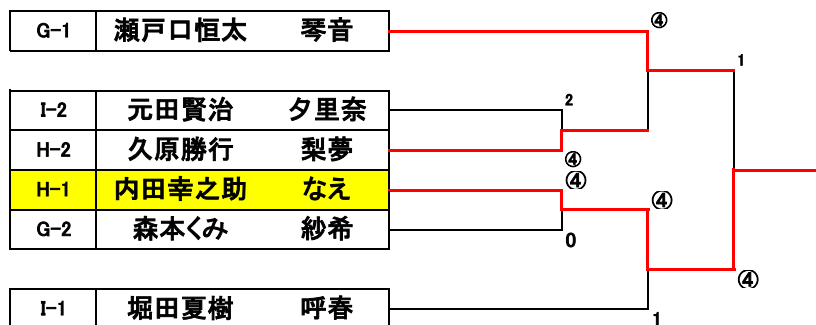 ④
G-1 瀬戸口恒太 琴音
1
2
I-2 元田賢治 夕里奈
H-2 久原勝行 梨夢
④
④
H-1 内田幸之助 なえ
④
G-2 森本くみ 紗希
0
④
I-1 堀田夏樹 呼春
1